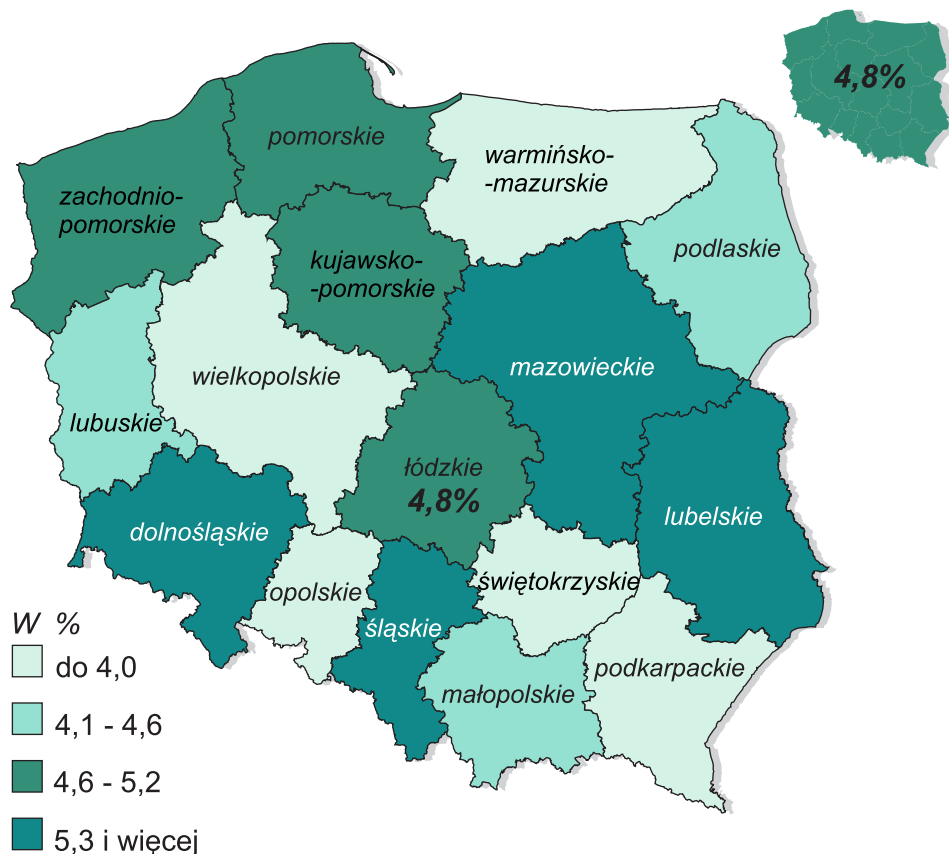 4,8%
pomorskie
warmińsko-
-mazurskie
zachodnio-
pomorskie
podlaskie
kujawsko-
-pomorskie
mazowieckie
wielkopolskie
lubuskie
łódzkie
4,8%
lubelskie
dolnośląskie
świętokrzyskie
opolskie
śląskie
podkarpackie
małopolskie
W %
do 4,0
4,1 - 4,6
4,6 - 5,2
5,3 i więcej